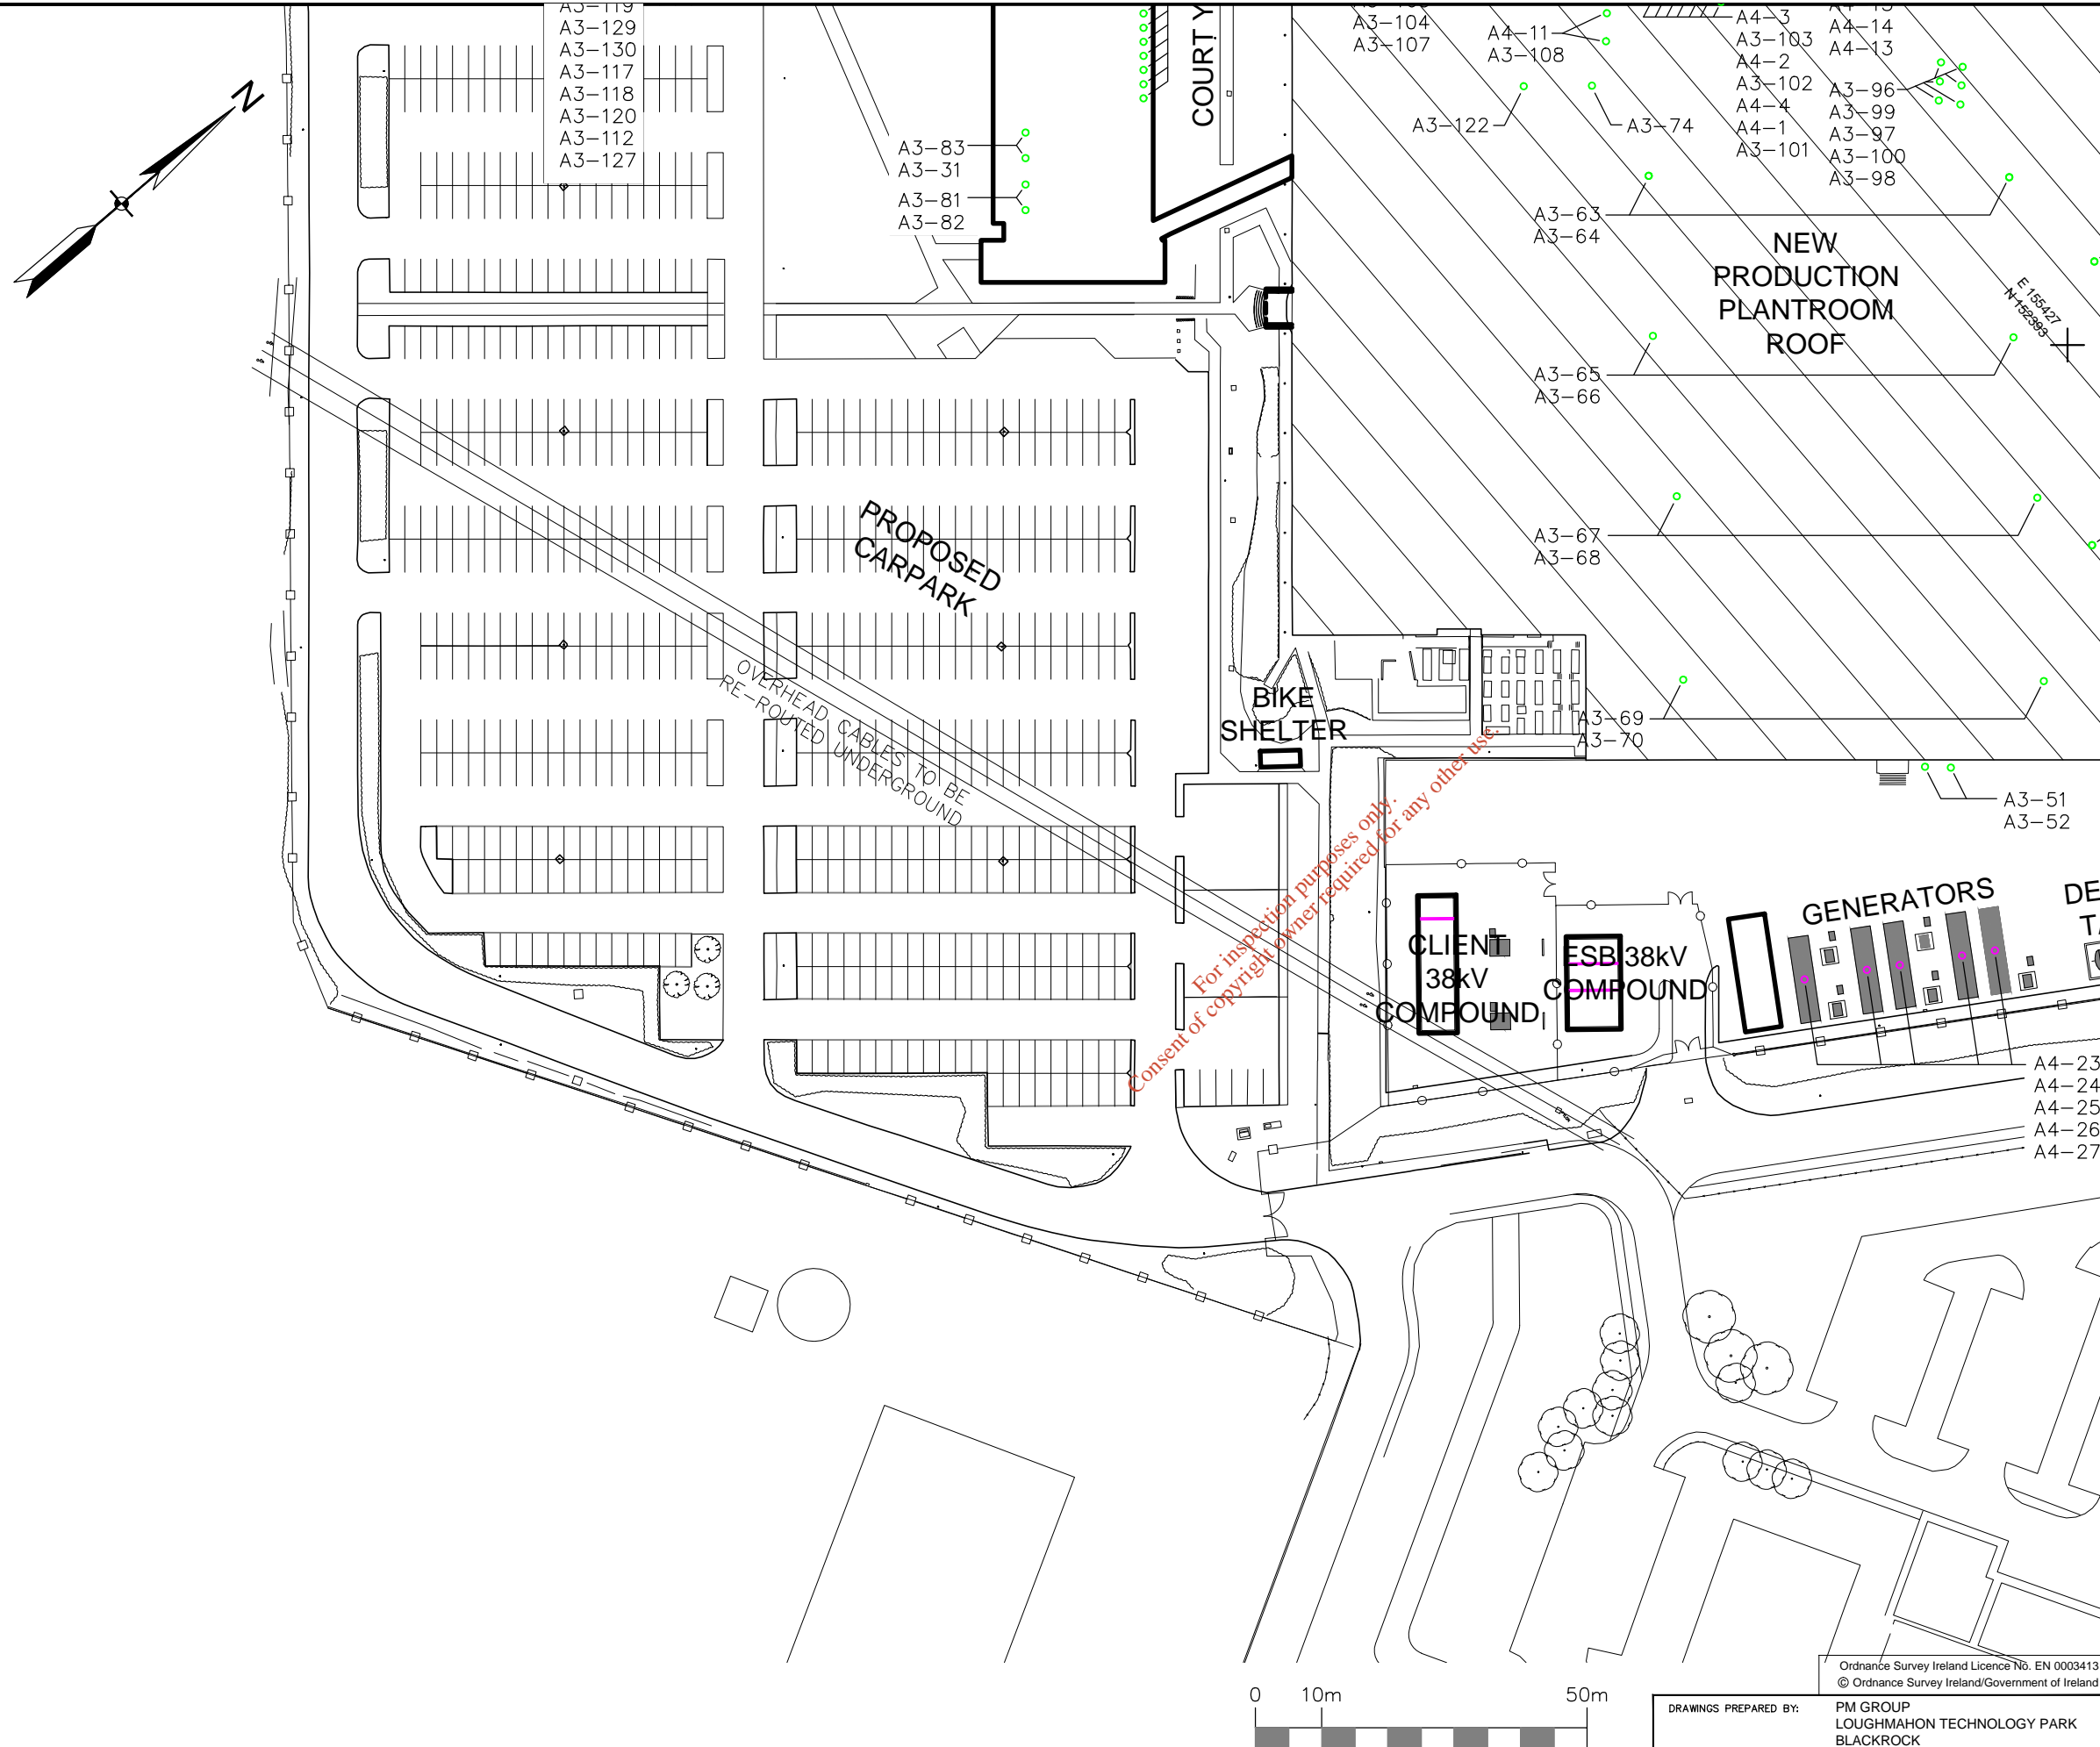 A3-119
A3-129
A3-130
A3-117
A3-118
A3-120
A3-112
A3-127
N
A3-83
A3-31
A3-81
A3-82
COURT Y
A3-104
A3-107
A4-11
A3-108
A3-122
A3-74
A4-3
A3-103
A4-2
A3-102
A4-4
A4-1
A3-101
A4-14
A4-13
A3-96
A3-99
A3-97
A3-100
A3-98
A3-63
A3-64
NEW
PRODUCTION
PLANTROOM
ROOF
E 155427
N 152393
A3-65
A3-66
A3-67
A3-68
A3-69
A3-70
PROPOSED
CARPARK
OVERHEAD CABLES TO BE
RE-ROUTED UNDERGROUND
BIKE
SHELTER
A3-51
A3-52
For inspection purposes only.
Consent of copyright owner required for any other use.
CLIENT
38kV
COMPOUND
ESB 38kV
COMPOUND
GENERATORS
DE
A4-23
A4-24
A4-25
A4-26
A4-27
Ordnance Survey Ireland Licence No. EN 0003413
© Ordnance Survey Ireland/Government of Ireland
0 10m 50m
DRAWINGS PREPARED BY: PM GROUP
LOUGHMAHON TECHNOLOGY PARK
BLACKROCK